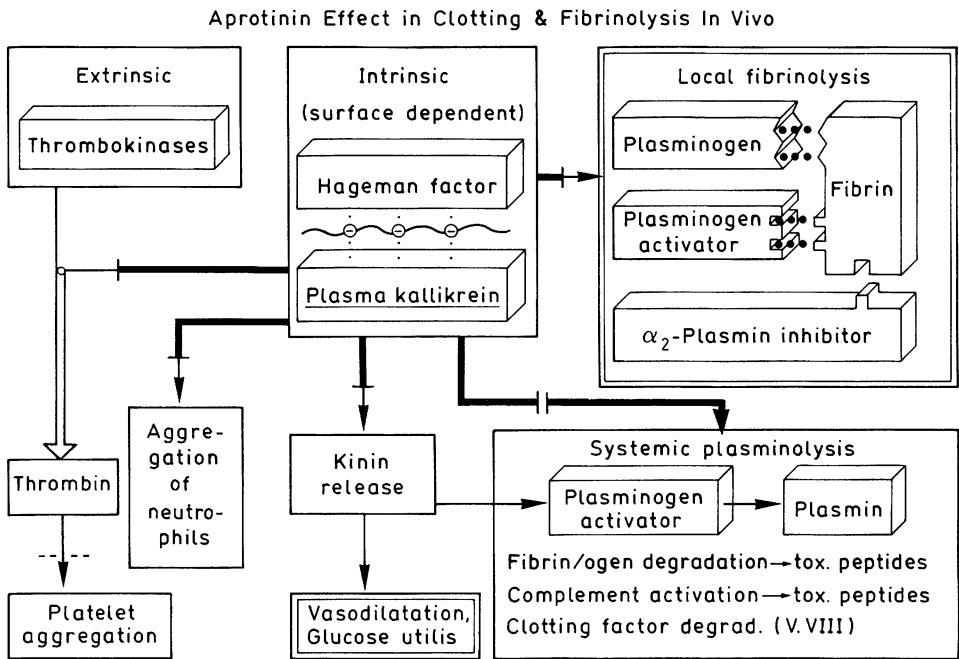 Aprotinin Effect in Clotting & Fibrinolysis In Vivo
Extrinsic
Thrombokinases
Intrinsic
(surface dependent)
Hageman factor
Plasma kallikrein
Local fibrinolysis
Plasminogen
Plasminogen
activator
Fibrin
α2-Plasmin inhibitor
Thrombin
Platelet
aggregation
Aggre-
gation
of
neutro-
phils
Kinin
release
Vasodilatation,
Glucose utilis
Systemic plasminolysis
Plasminogen
activator
Plasmin
Fibrin/ogen degradation→tox. peptides
Complement activation→tox. peptides
Clotting factor degrad. (V.VIII)